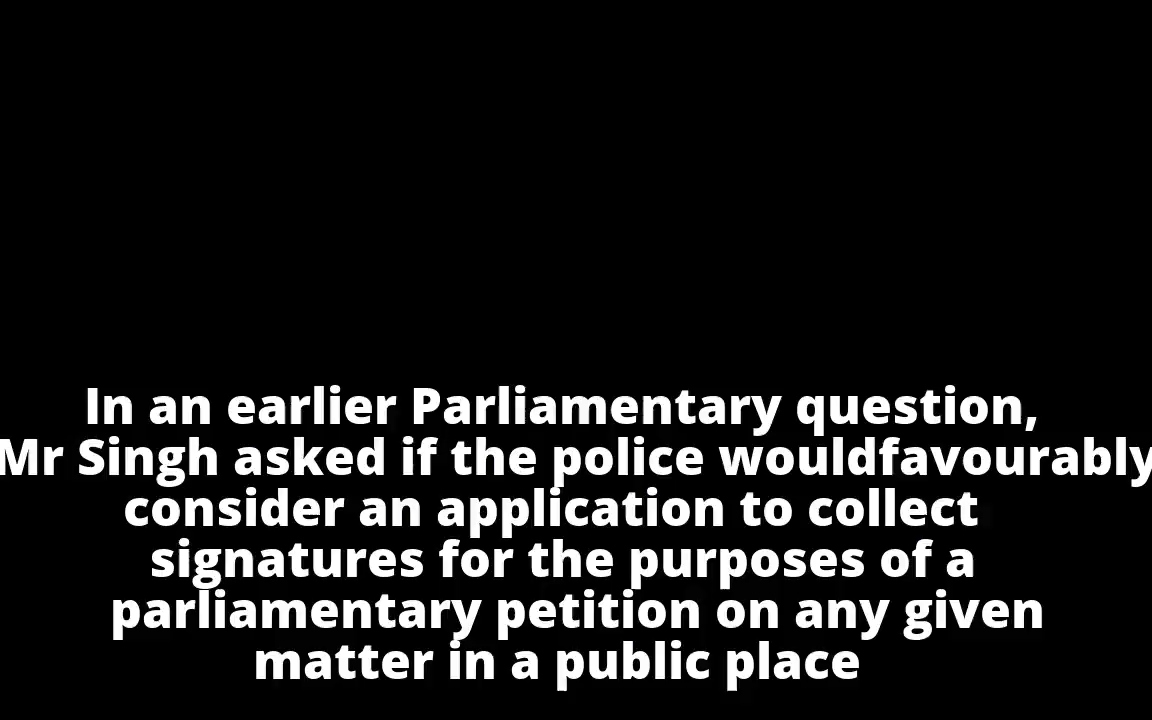 In an earlier Parliamentary question,
Mr Singh asked if the police wouldfavourably
consider an application to collect
signatures for the purposes of a
parliamentary petition on any given
matter in a public place